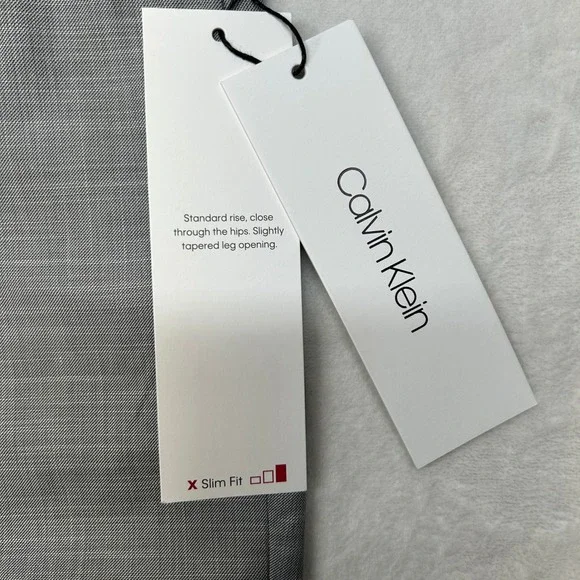 Standard rise, close
through the hips. Slightly
tapered leg opening.
X Slim Fit
Calvin Klein